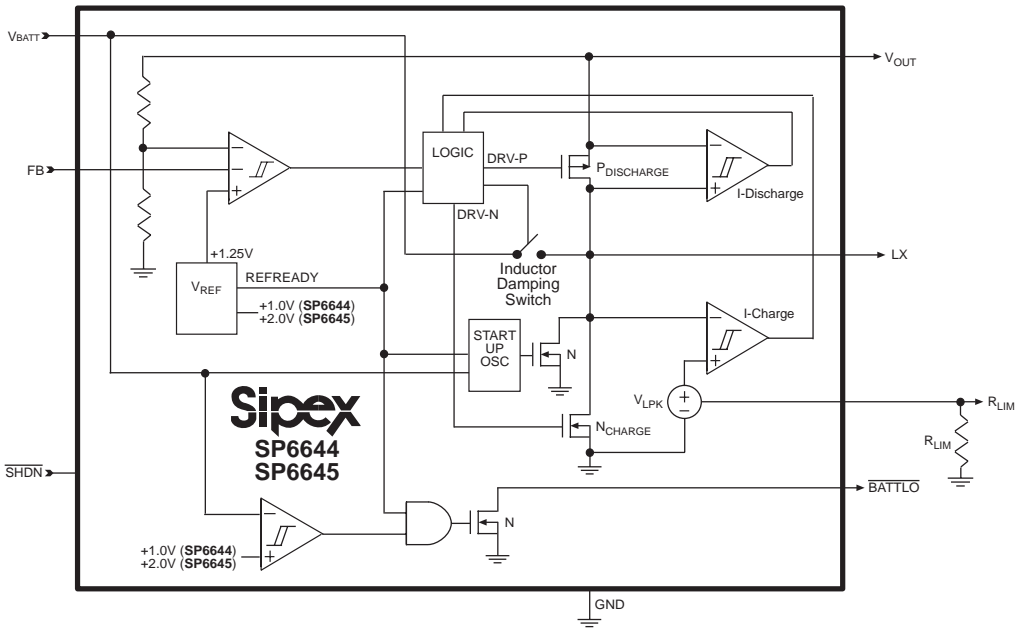 VBATT
VOUT
LOGIC
DRV-P
PDISCHARGE
I-Discharge
FB
−
−
+
−
+
DRV-N
+1.25V
VREF
REFREADY
+1.0V (SP6644)
+2.0V (SP6645)
Inductor
Damping
Switch
LX
I-Charge
−
+
START
UP
OSC
N
VLPK
+
−
RLIM
NCHARGE
RLIM
Sipex
SP6644
SP6645
SHDN
BATTLO
−
+
N
+1.0V (SP6644)
+2.0V (SP6645)
GND